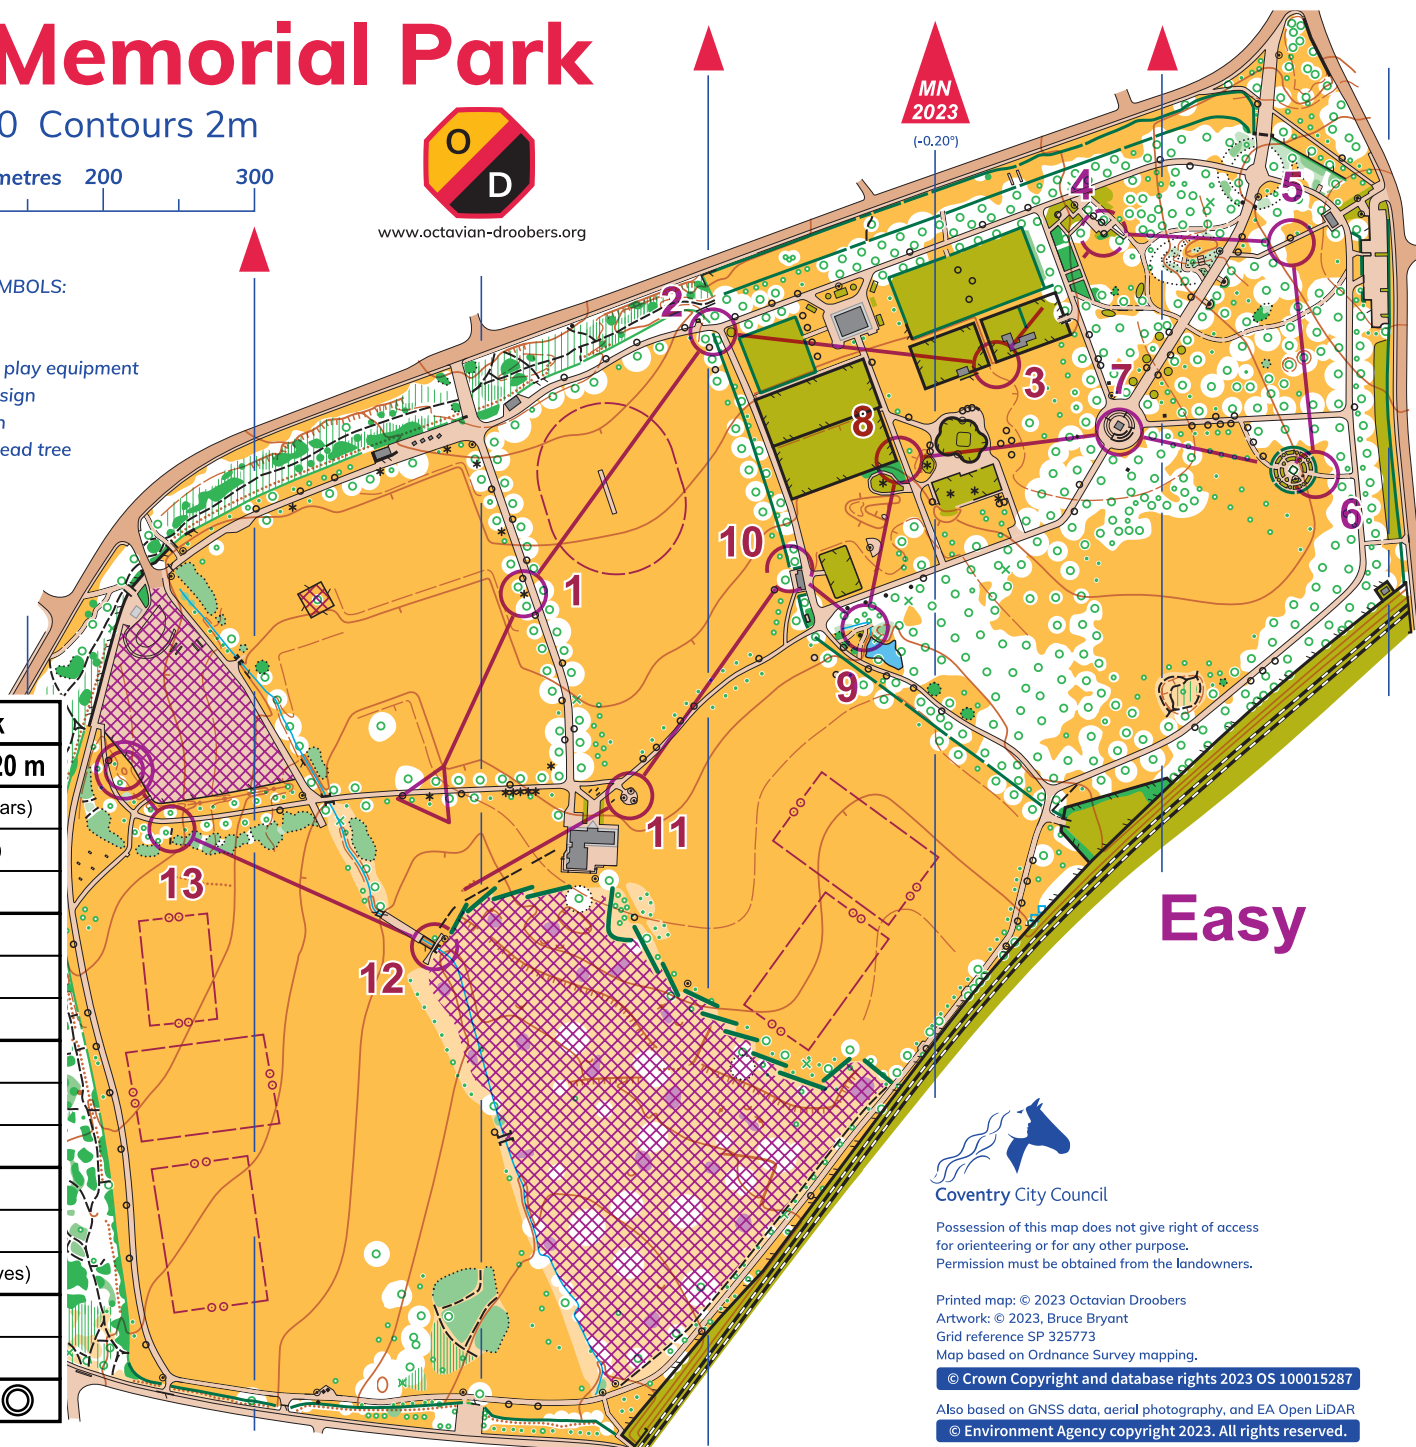 Memorial Park
0 Contours 2m
metres 200 300
O
D
www.octavian-droobers.org
MN
2023
(-0.20°)
MBOLS:
play equipment
sign
ead tree
4
5
2
3
7
8
6
10
1
9
11
13
12
20 m
ars)
ves)
Easy
Coventry City Council
Possession of this map does not give right of access
for orienteering or for any other purpose.
Permission must be obtained from the landowners.
Printed map: © 2023 Octavian Droobers
Artwork: © 2023, Bruce Bryant
Grid reference SP 325773
Map based on Ordnance Survey mapping.
© Crown Copyright and database rights 2023 OS 100015287
Also based on GNSS data, aerial photography, and EA Open LiDAR
© Environment Agency copyright 2023. All rights reserved.